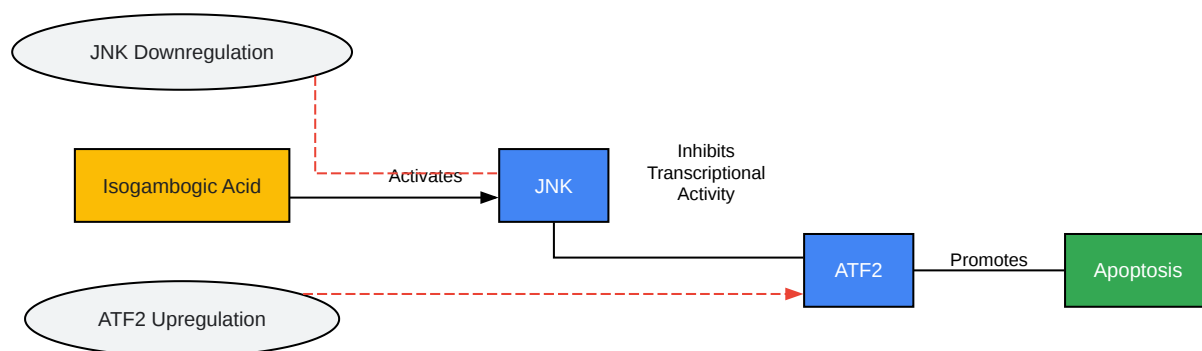 JNK Downregulation
Isogambogic Acid
Activates
JNK
Inhibits
Transcriptional
Activity
ATF2
Promotes
Apoptosis
ATF2 Upregulation